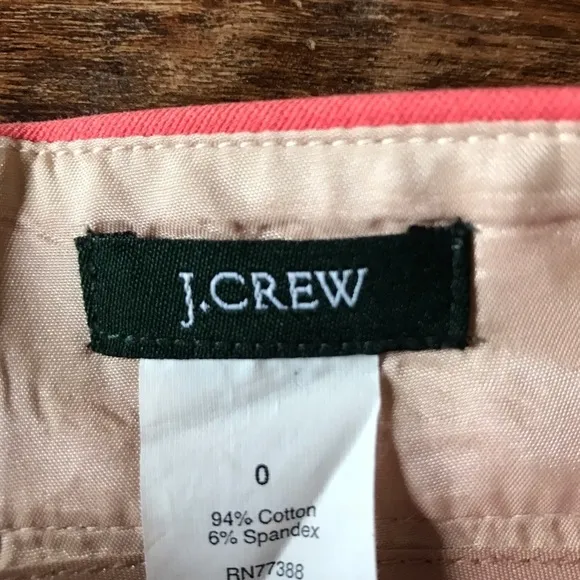 J.CREW
0
94% Cotton
6% Spandex
RN77388